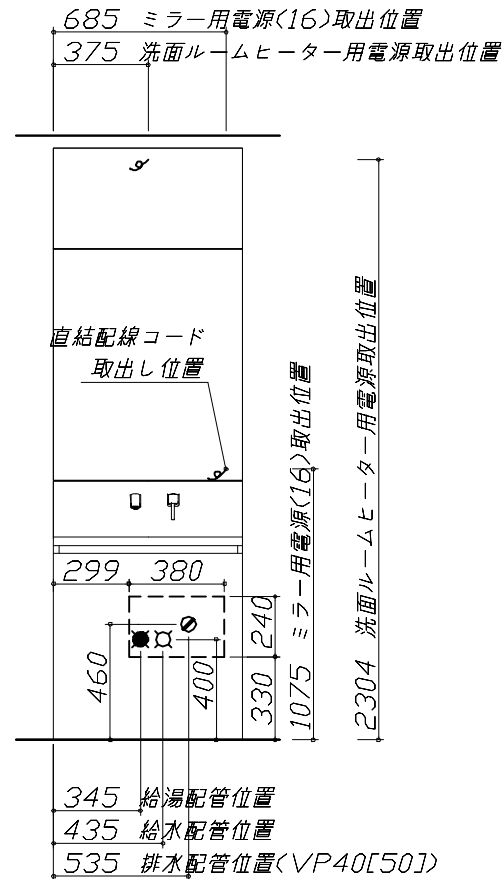 685 ミラー用電源(16)取出位置
375 洗面ルームヒーター用電源取出位置
直結配線コード
取出し位置
1075 ミラー用電源(16)取出位置
2304 洗面ルームヒーター用電源取出位置
299 380
240
460
400
330
345 給湯配管位置
435 給水配管位置
535 排水配管位置(VP40[50])